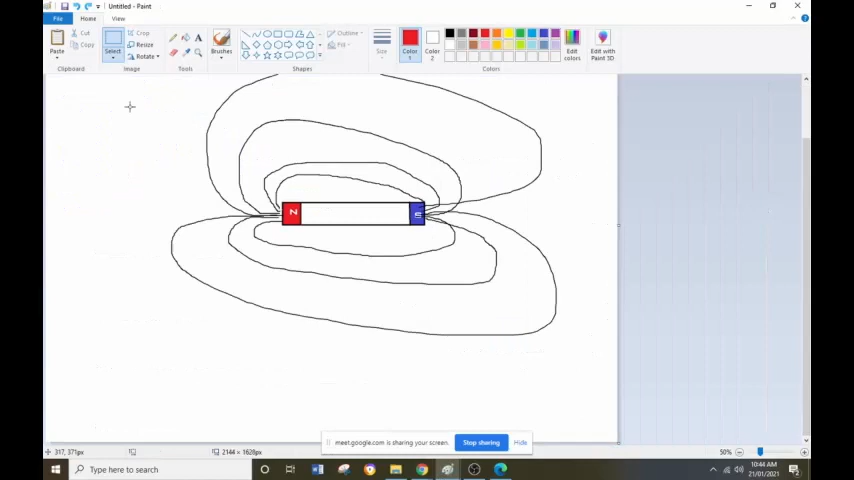 Untitled - Paint
File Home View
Paste
Cut
Copy
Clipboard
Select
Crop
Resize
Rotate
Image
A
Tools
Brushes
Shapes
Outline
Fill
Size
Color 1
Color 2
Colors
Edit colors
Edit with Paint 3D
N
S
meet.google.com is sharing your screen.
Stop sharing
Hide
317, 371px
2144 × 1628px
50%
Type here to search
10:44 AM
21/01/2021